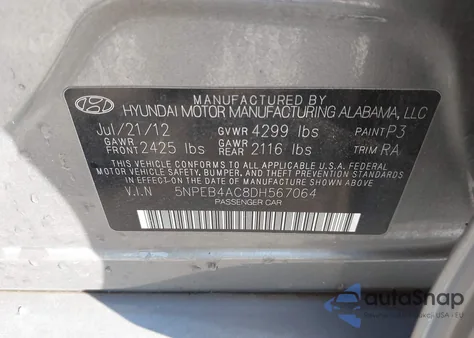 MANUFACTURED BY
HYUNDAI MOTOR MANUFACTURING ALABAMA, LLC
Jul/21/12 GVWR 4299 lbs PAINT P3
GAWR FRONT 2425 lbs GAWR REAR 2116 lbs TRIM RA
THIS VEHICLE CONFORMS TO ALL APPLICABLE U.S.A. FEDERAL
MOTOR VEHICLE SAFETY, BUMPER, AND THEFT PREVENTION
STANDARDS IN EFFECT ON THE DATE OF MANUFACTURE SHOWN ABOVE.
V.I.N 5NPEB4AC8DH567064
PASSENGER CAR
autoSnap
USA - EU